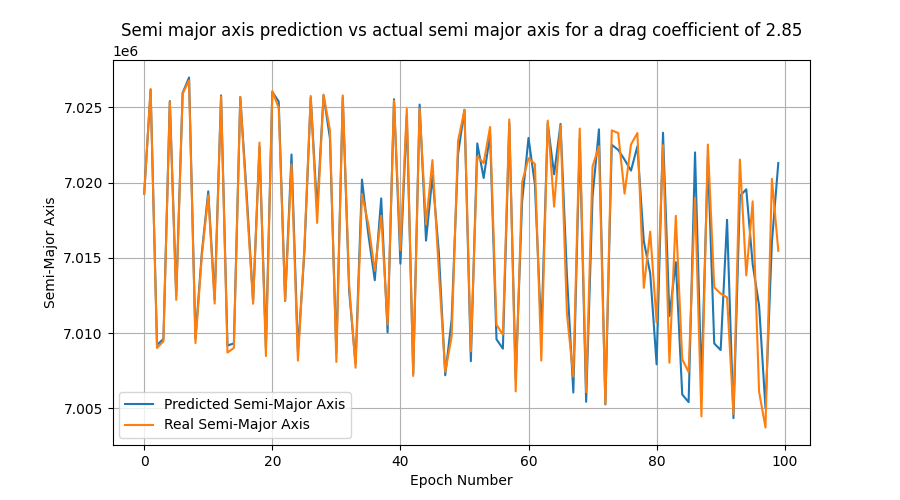 Semi major axis prediction vs actual semi major axis for a drag coefficient of 2.85
1e6
7.025
7.020
7.015
7.010
7.005
Semi-Major Axis
Predicted Semi-Major Axis
Real Semi-Major Axis
0 20 40 60 80 100
Epoch Number